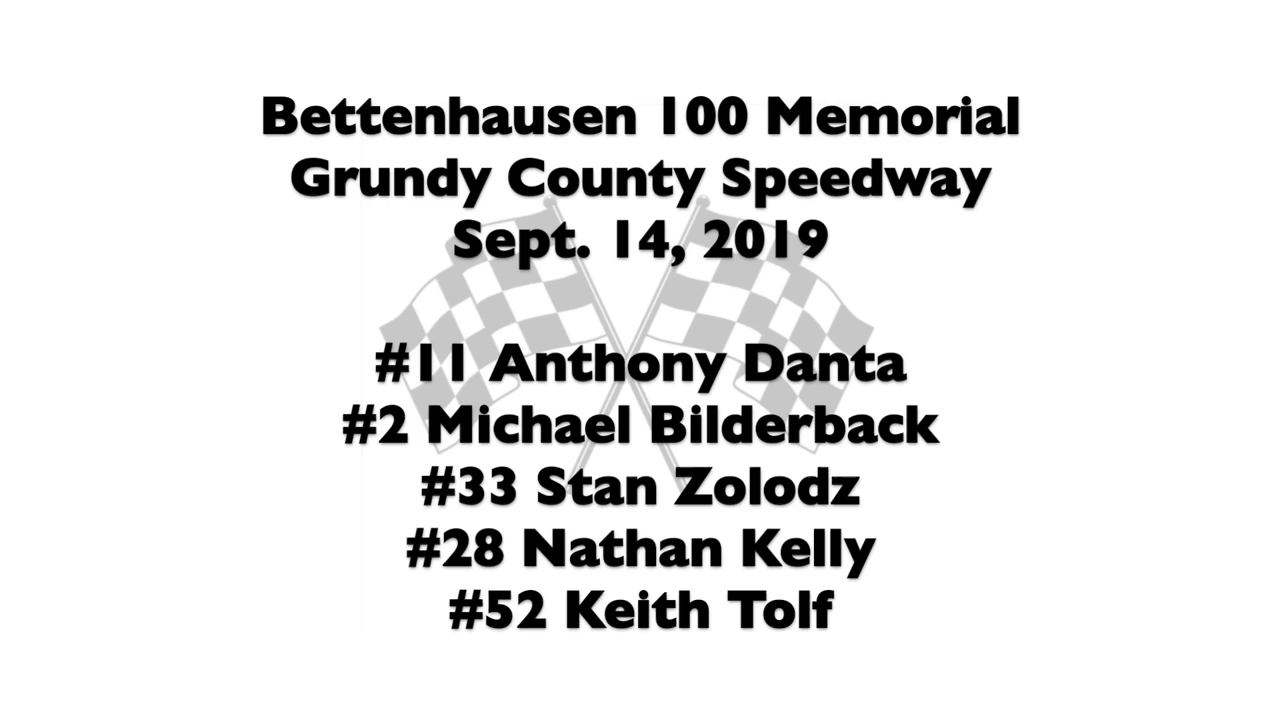 Bettenhausen 100 Memorial
Grundy County Speedway
Sept. 14, 2019
#11 Anthony Danta
#2 Michael Bilderback
#33 Stan Zolodz
#28 Nathan Kelly
#52 Keith Tolf